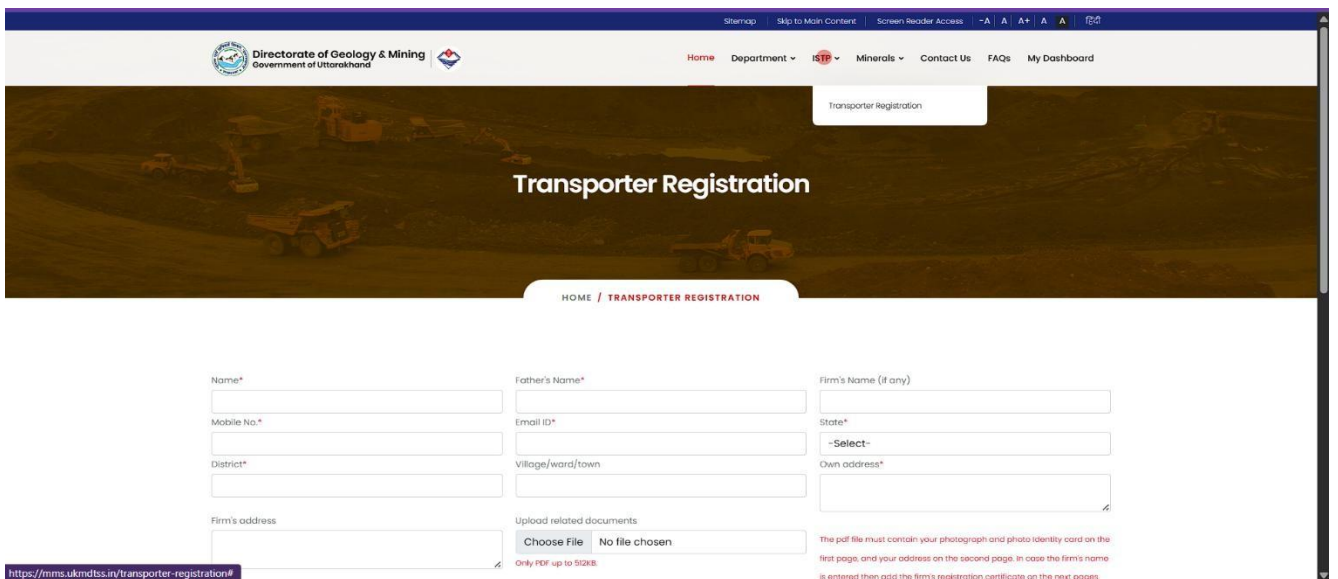 Sitemap Skip to Main Content Screen Reader Access -A A A+ A A हिंदी
Directorate of Geology & Mining
Government of Uttarakhand
Home Department ISTP Minerals Contact Us FAQs My Dashboard
Transporter Registration
Transporter Registration
HOME / TRANSPORTER REGISTRATION
Name* Father's Name* Firm's Name (if any)
Mobile No.* Email ID* State*
-Select-
District* Village/ward/town Own address*
Firm's address Upload related documents
Choose File No file chosen
Only PDF up to 512KB.
The pdf file must contain your photograph and photo Identity card on the
first page, and your address on the second page. In case the firm's name
is entered then add the firm's registration certificate on the next pages.
https://mms.ukmdtss.in/transporter-registration#